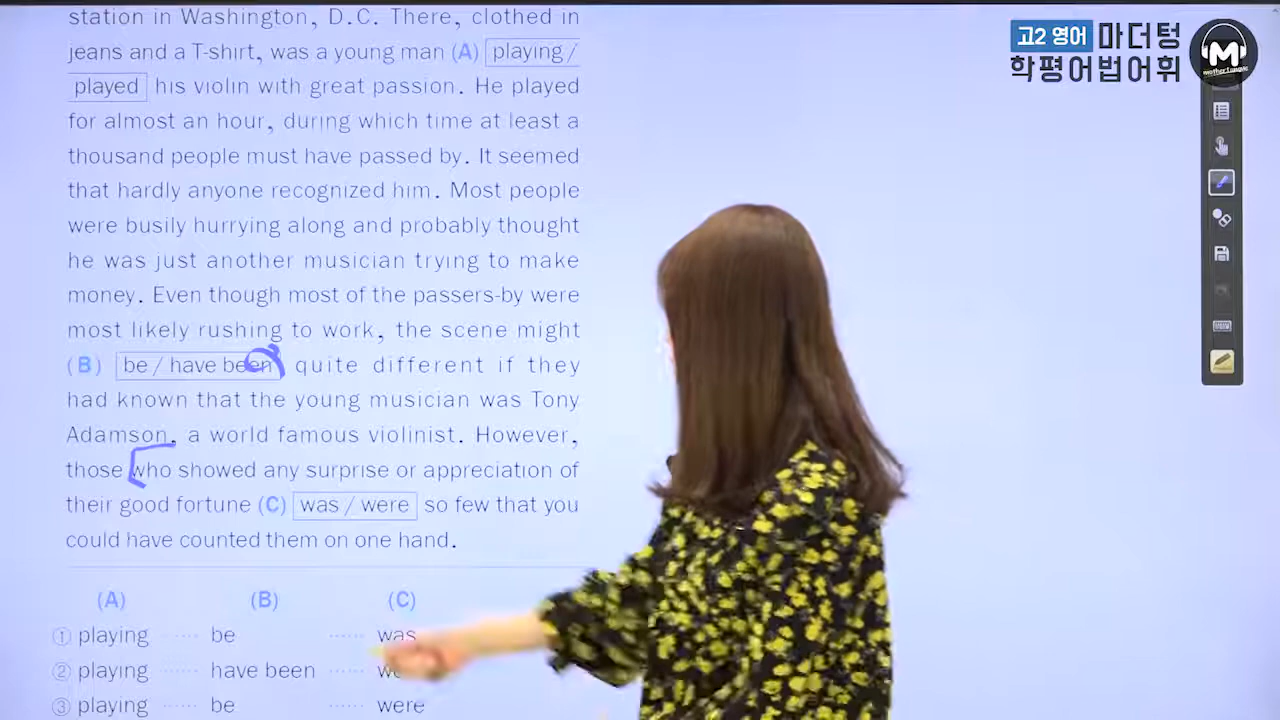 station in Washington, D.C. There, clothed in
jeans and a T-shirt, was a young man (A) playing /
played his violin with great passion. He played
for almost an hour, during which time at least a
thousand people must have passed by. It seemed
that hardly anyone recognized him. Most people
were busily hurrying along and probably thought
he was just another musician trying to make
money. Even though most of the passers-by were
most likely rushing to work, the scene might
(B) be / have been quite different if they
had known that the young musician was Tony
Adamson, a world famous violinist. However,
those who showed any surprise or appreciation of
their good fortune (C) was / were so few that you
could have counted them on one hand.
(A) (B) (C)
① playing ······ be ······ was
② playing ······ have been ······
③ playing ······ be ······ were
고2 영어 마더텅
학평어법어휘
M
mother.tongue